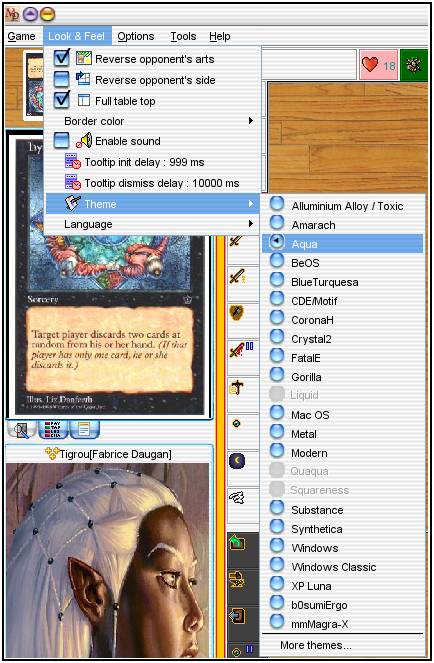 Game Look & Feel Options Tools Help
Reverse opponent's arts
Reverse opponent's side
Full table top
Border color
Enable sound
Tooltip init delay : 999 ms
Tooltip dismiss delay : 10000 ms
Theme
Language
18
Alluminium Alloy / Toxic
Amarach
Aqua
BeOS
BlueTurquesa
CDE/Motif
CoronaH
Crystal2
FatalE
Gorilla
Liquid
Mac OS
Metal
Modern
Quaqua
Squareness
Substance
Synthetica
Windows
Windows Classic
XP Luna
b0sumiErgo
mmMagra-X
More themes...
Sorcery
Target player discards two cards at
random from his or her hand. (If that
player has only one card, he or she
discards it.)
Illus. Liz Danforth
Tigrou[Fabrice Daugan]